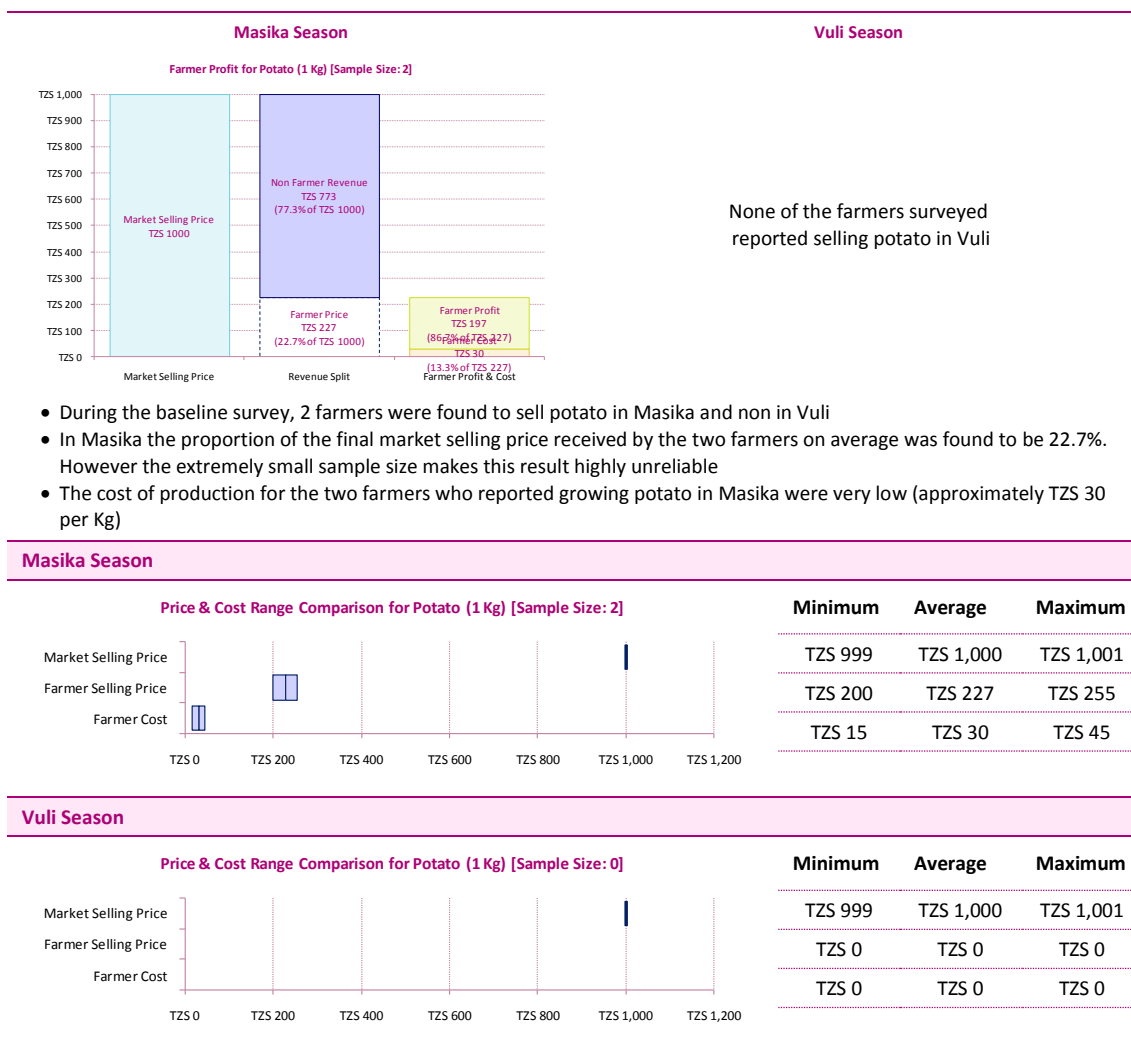 Masika Season
Vuli Season
Farmer Profit for Potato (1 Kg) [Sample Size: 2]
TZS 1,000
TZS 900
TZS 800
TZS 700
TZS 600
TZS 500
TZS 400
TZS 300
TZS 200
TZS 100
TZS 0
Market Selling Price
TZS 1000
Non Farmer Revenue
TZS 773
(77.3% of TZS 1000)
Farmer Price
TZS 227
(22.7% of TZS 1000)
Farmer Profit
TZS 197
(86.7% of TZS 227)
Farmer Cost
TZS 30
(13.3% of TZS 227)
Market Selling Price
Revenue Split
Farmer Profit & Cost
None of the farmers surveyed
reported selling potato in Vuli
• During the baseline survey, 2 farmers were found to sell potato in Masika and non in Vuli
• In Masika the proportion of the final market selling price received by the two farmers on average was found to be 22.7%.
However the extremely small sample size makes this result highly unreliable
• The cost of production for the two farmers who reported growing potato in Masika were very low (approximately TZS 30
per Kg)
Masika Season
Price & Cost Range Comparison for Potato (1 Kg) [Sample Size: 2]
Market Selling Price
Farmer Selling Price
Farmer Cost
TZS 0 TZS 200 TZS 400 TZS 600 TZS 800 TZS 1,000 TZS 1,200
Minimum Average Maximum
TZS 999 TZS 1,000 TZS 1,001
TZS 200 TZS 227 TZS 255
TZS 15 TZS 30 TZS 45
Vuli Season
Price & Cost Range Comparison for Potato (1 Kg) [Sample Size: 0]
Market Selling Price
Farmer Selling Price
Farmer Cost
TZS 0 TZS 200 TZS 400 TZS 600 TZS 800 TZS 1,000 TZS 1,200
Minimum Average Maximum
TZS 999 TZS 1,000 TZS 1,001
TZS 0 TZS 0 TZS 0
TZS 0 TZS 0 TZS 0